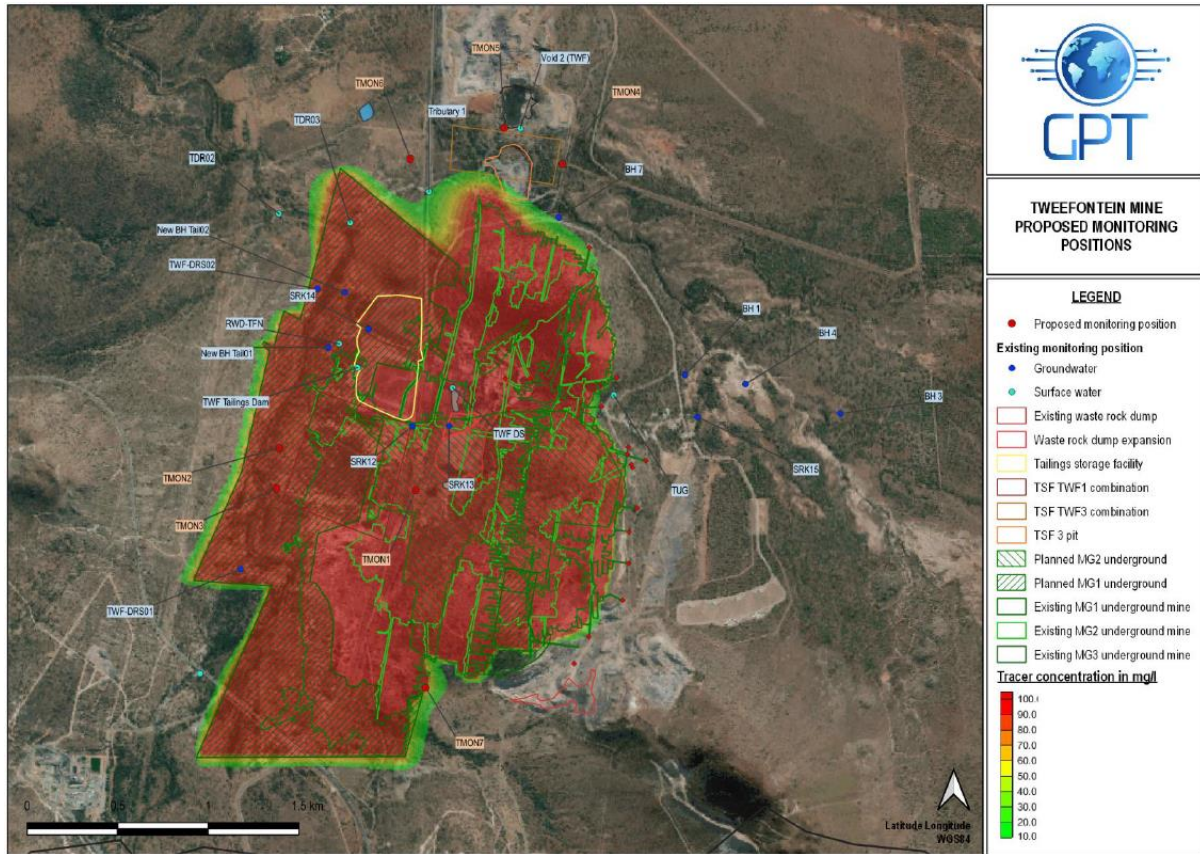 TMON5
Void 2 (TWF)
TMON6
TMON4
Tributary 1
TDR03
TDR02
BH 7
New BH Tail02
TWF-DRS02
SRK14
RWD-TFN
New BH Tail01
TWF Tailings Dam
BH 1
BH 4
BH 3
TWF DS
SRK12
SRK13
SRK15
TUG
TMON2
TMON3
TMON1
TWF-DRS01
TMON7
0
0.5
1
1.5 km
Latitude Longitude
WGS84
GPT
TWEEFONTEIN MINE
PROPOSED MONITORING
POSITIONS
LEGEND
Proposed monitoring position
Existing monitoring position
Groundwater
Surface water
Existing waste rock dump
Waste rock dump expansion
Tailings storage facility
TSF TWF1 combination
TSF TWF3 combination
TSF 3 pit
Planned MG2 underground
Planned MG1 underground
Existing MG1 underground mine
Existing MG2 underground mine
Existing MG3 underground mine
Tracer concentration in mg/l
100.
90.0
80.0
70.0
60.0
50.0
40.0
30.0
20.0
10.0